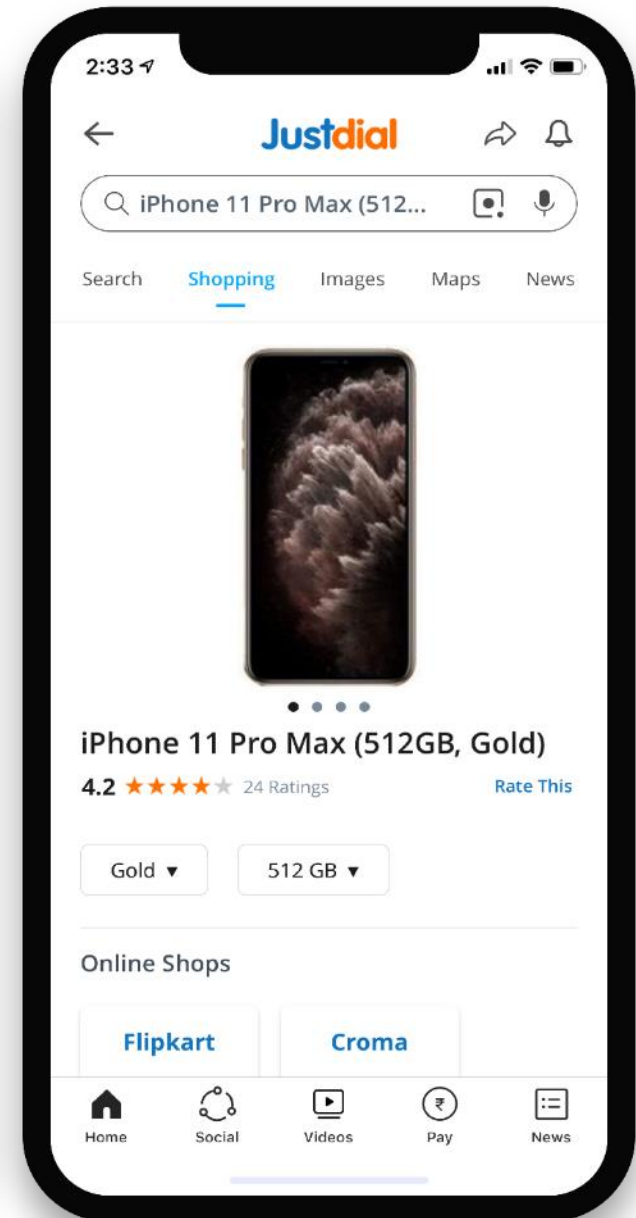 2:33
Justdial
iPhone 11 Pro Max (512...
Search Shopping Images Maps News
iPhone 11 Pro Max (512GB, Gold)
4.2 24 Ratings Rate This
Gold 512 GB
Online Shops
Flipkart Croma
Home Social Videos Pay News